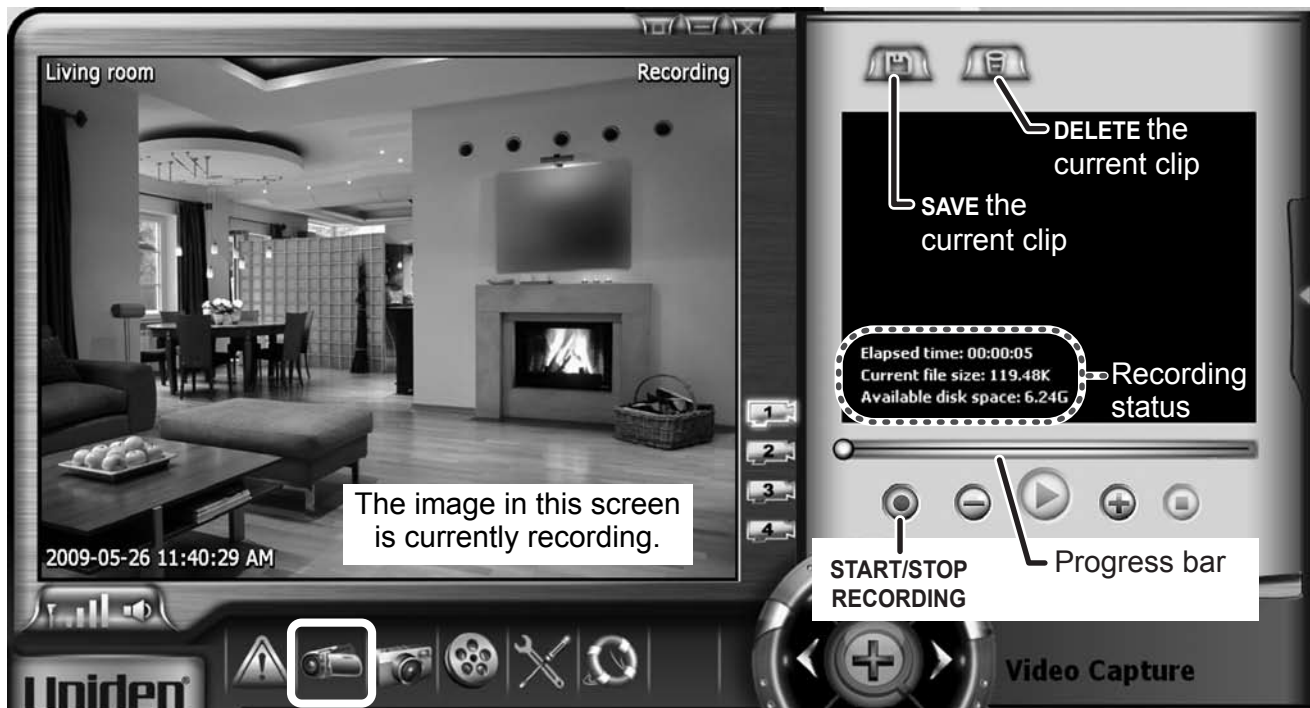 Living room
Recording
DELETE the
current clip
SAVE the
current clip
Elapsed time: 00:00:05
Current file size: 119.48K
Available disk space: 6.24G
Recording
status
1
2
3
4
The image in this screen
is currently recording.
2009-05-26 11:40:29 AM
START/STOP
RECORDING
Progress bar
Uniden®
Video Capture